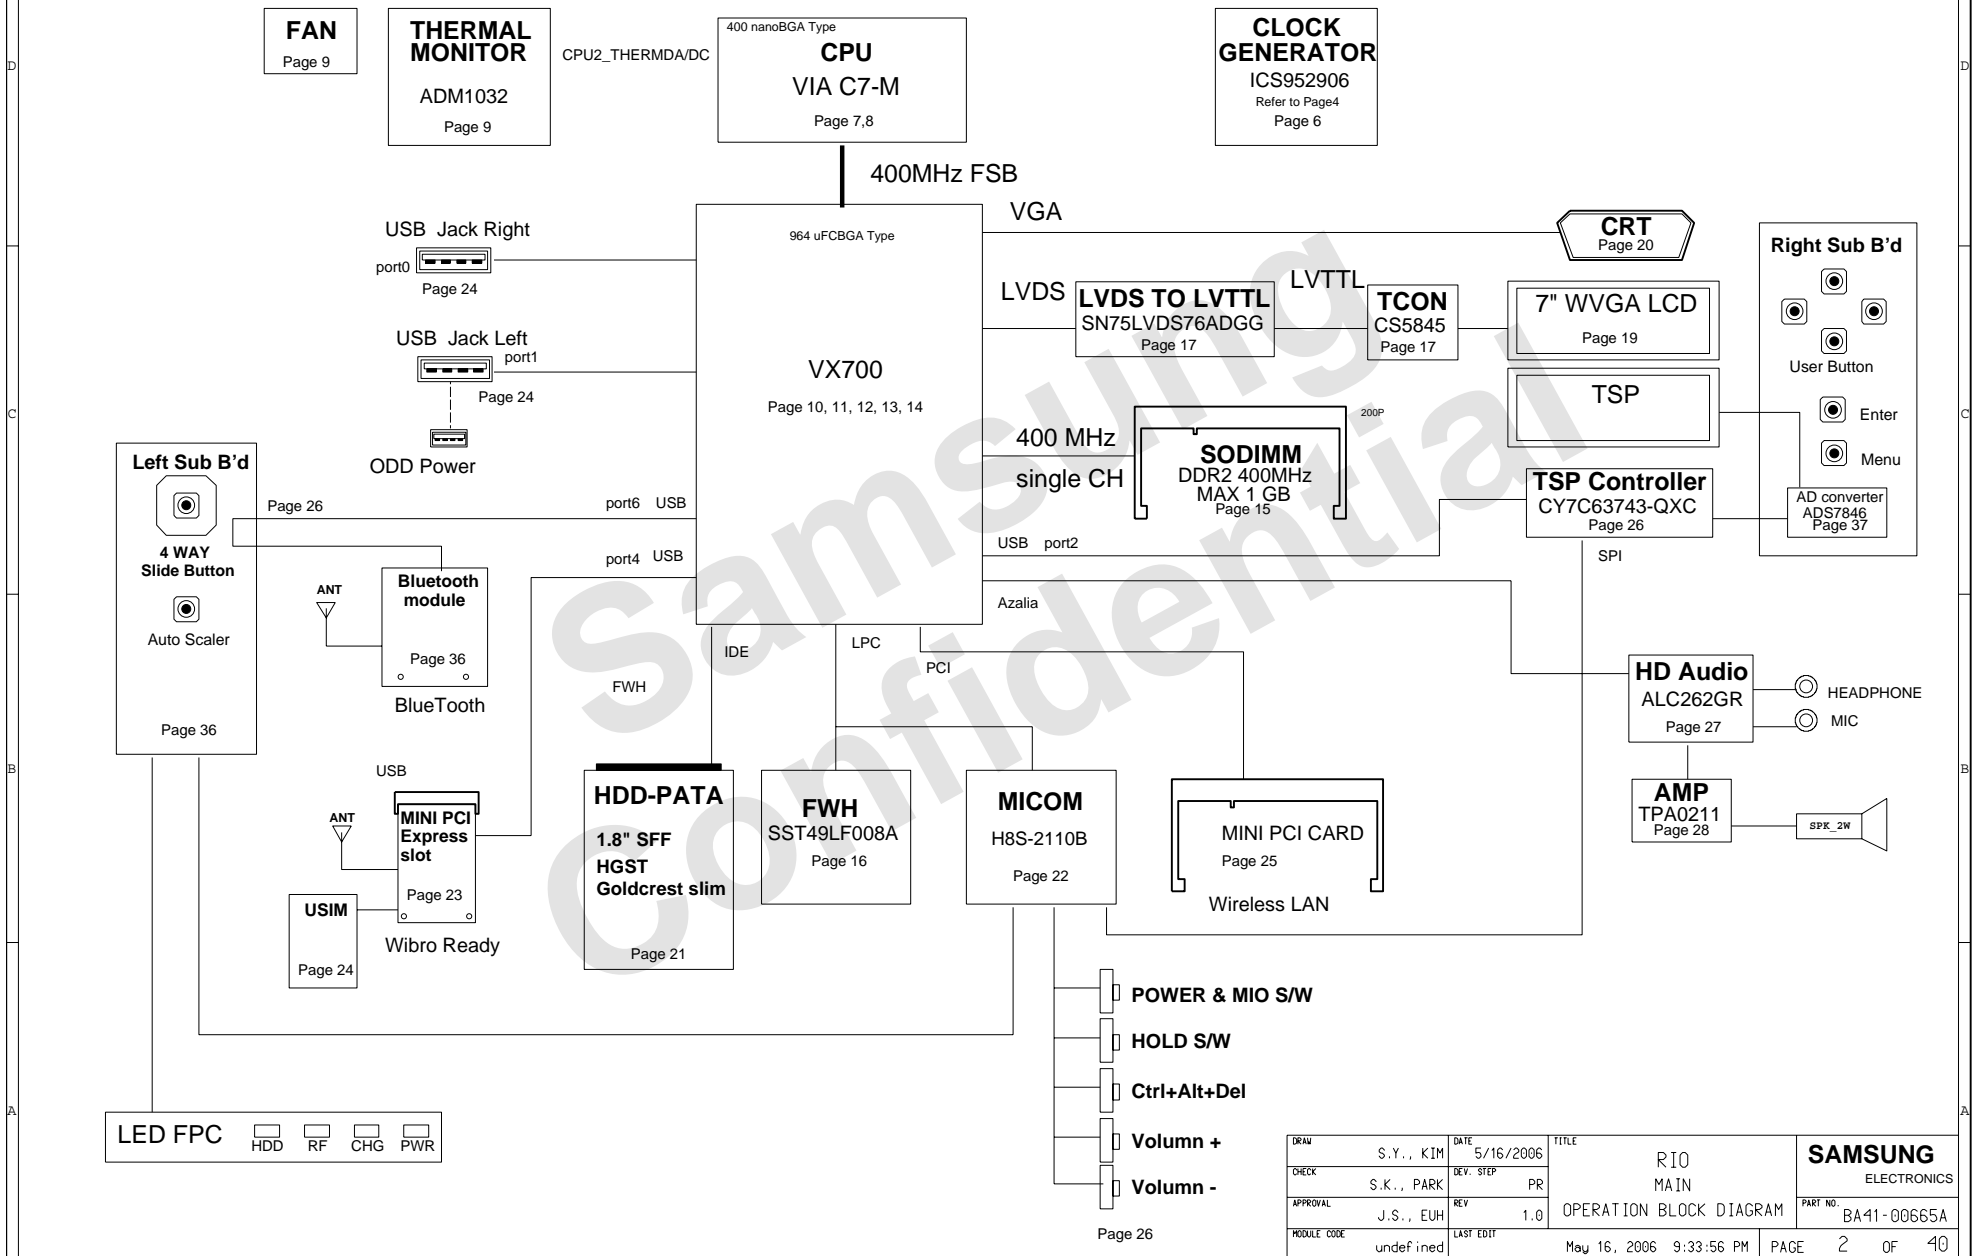 D
D
FAN
Page 9
THERMAL
MONITOR
ADM1032
Page 9
CPU2_THERMDA/DC
400 nanoBGA Type
CPU
VIA C7-M
Page 7,8
CLOCK
GENERATOR
ICS952906
Refer to Page4
Page 6
400MHz FSB
USB Jack Right
port0
Page 24
USB Jack Left
port1
Page 24
ODD Power
964 uFCBGA Type
VX700
Page 10, 11, 12, 13, 14
VGA
CRT
Page 20
LVDS
LVDS TO LVTTL
SN75LVDS76ADGG
Page 17
LVTTL
TCON
CS5845
Page 17
7" WVGA LCD
Page 19
TSP
Right Sub B'd
User Button
Enter
Menu
AD converter
ADS7846
Page 37
C
C
400 MHz
single CH
200P
SODIMM
DDR2 400MHz
MAX 1 GB
Page 15
TSP Controller
CY7C63743-QXC
Page 26
SPI
USB port2
Azalia
Left Sub B'd
4 WAY
Slide Button
Auto Scaler
Page 36
Page 26
port6 USB
port4 USB
ANT
Bluetooth
module
Page 36
BlueTooth
IDE
FWH
LPC
PCI
HD Audio
ALC262GR
Page 27
HEADPHONE
MIC
AMP
TPA0211
Page 28
SPK_2W
B
B
USB
ANT
MINI PCI
Express
slot
Page 23
USIM
Page 24
Wibro Ready
HDD-PATA
1.8" SFF
HGST
Goldcrest slim
Page 21
FWH
SST49LF008A
Page 16
MICOM
H8S-2110B
Page 22
MINI PCI CARD
Page 25
Wireless LAN
POWER & MIO S/W
HOLD S/W
Ctrl+Alt+Del
Volumn +
Volumn -
Page 26
A
A
LED FPC
HDD
RF
CHG
PWR
Samsung
Confidential
DRAW
S.Y., KIM
DATE
5/16/2006
TITLE
RIO
MAIN
OPERATION BLOCK DIAGRAM
SAMSUNG
ELECTRONICS
CHECK
S.K., PARK
DEV. STEP
PR
APPROVAL
J.S., EUH
REV
1.0
PART NO.
BA41-00665A
MODULE CODE
undefined
LAST EDIT
May 16, 2006 9:33:56 PM
PAGE 2 OF 40